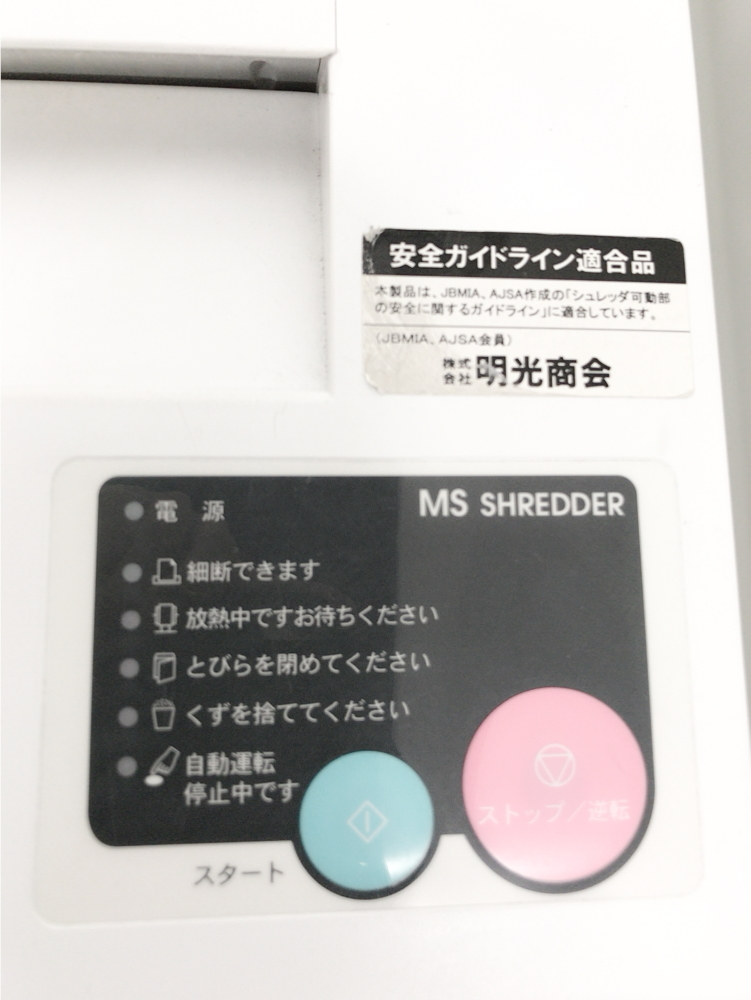 安全ガイドライン適合品
本製品は、JBMIA、AJSA作成の「シュレッダ可動部
の安全に関するガイドライン」に適合しています。
(JBMIA、AJSA会員)
株式会社 明光商会
MS SHREDDER
電 源
細断できます
放熱中ですお待ちください
とびらを閉めてください
くずを捨ててください
自動運転
停止中です
スタート
ストップ／逆転